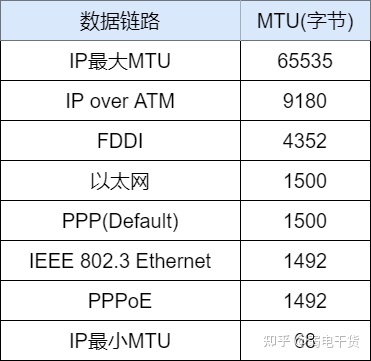 数据链路 MTU(字节)
IP最大MTU 65535
IP over ATM 9180
FDDI 4352
以太网 1500
PPP(Default) 1500
IEEE 802.3 Ethernet 1492
PPPoE 1492
IP最小MTU 68
知乎 @弱电干货